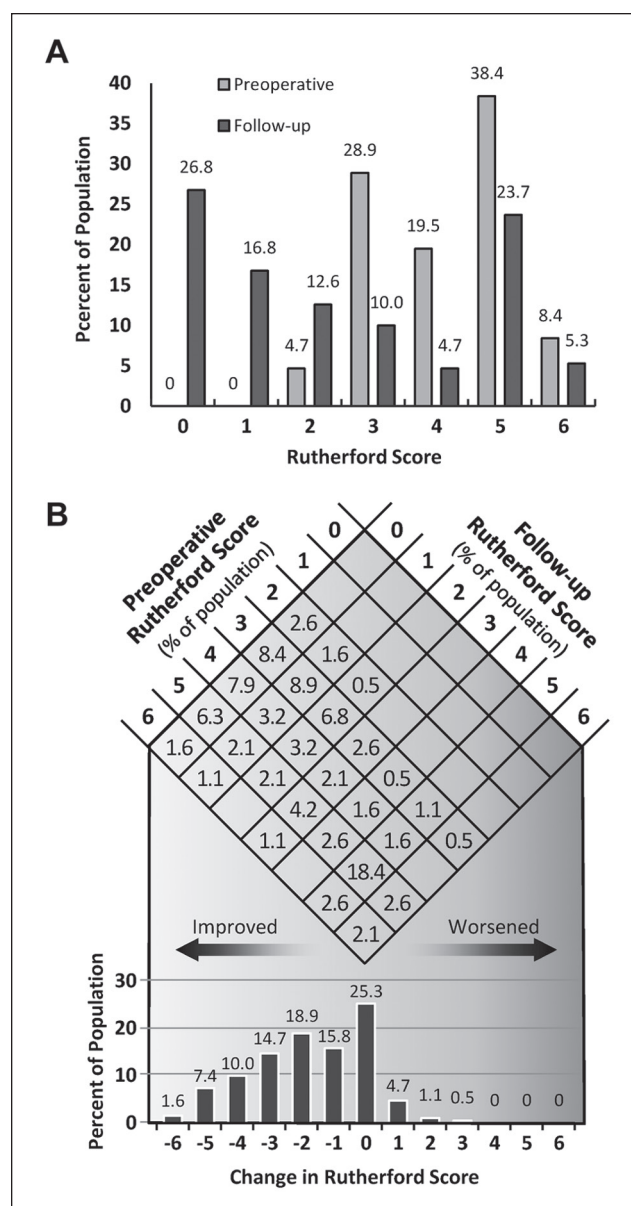 A
Pcercent of Population
40
35
30
25
20
15
10
5
0
Preoperative
Follow-up
26.8
16.8
4.7
12.6
28.9
10.0
19.5
4.7
38.4
23.7
8.4
5.3
0 0
0 1 2 3 4 5 6
Rutherford Score
B
Preoperative
Rutherford Score
(% of population)
Follow-up
Rutherford Score
(% of population)
0 0
1 1
2 2
3 3
4 4
5 5
6 6
2.6
8.4 1.6
7.9 8.9 0.5
6.3 3.2 6.8
1.6 2.1 3.2 2.6
1.1 2.1 2.1 0.5
4.2 1.6 1.1
1.1 2.6 1.6 0.5
18.4
2.6 2.6
2.1
Improved Worsened
Percent of Population
30
20
10
0
1.6 7.4 10.0 14.7 18.9 15.8 25.3 4.7 1.1 0.5 0 0 0
-6 -5 -4 -3 -2 -1 0 1 2 3 4 5 6
Change in Rutherford Score